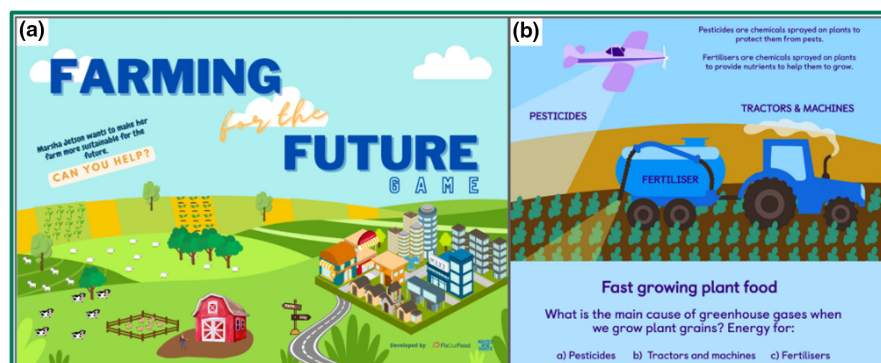 (a)
FARMING
for the
FUTURE
GAME
Marsha Jetson wants to make her
farm more sustainable for the
future.
CAN YOU HELP?
Developed by FixOurFood
(b)
Pesticides are chemicals sprayed on plants to
protect them from pests.
Fertilisers are chemicals sprayed on plants
to provide nutrients to help them to grow.
PESTICIDES
TRACTORS & MACHINES
FERTILISER
Fast growing plant food
What is the main cause of greenhouse gases when
we grow plant grains? Energy for:
a) Pesticides b) Tractors and machines c) Fertilisers